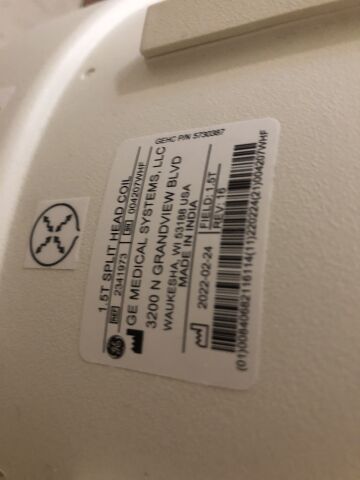 GEHC P/N 5730387
1.5T SPLIT HEAD COIL
REF 2341973 SN 004207WHF
GE MEDICAL SYSTEMS, LLC
3200 N GRANDVIEW BLVD
WAUKESHA, WI 53188 USA
MADE IN INDIA
FIELD: 1.5T
2022-02-24 REV: 16
(01)00840682116114(11)220224(21)004207WHF